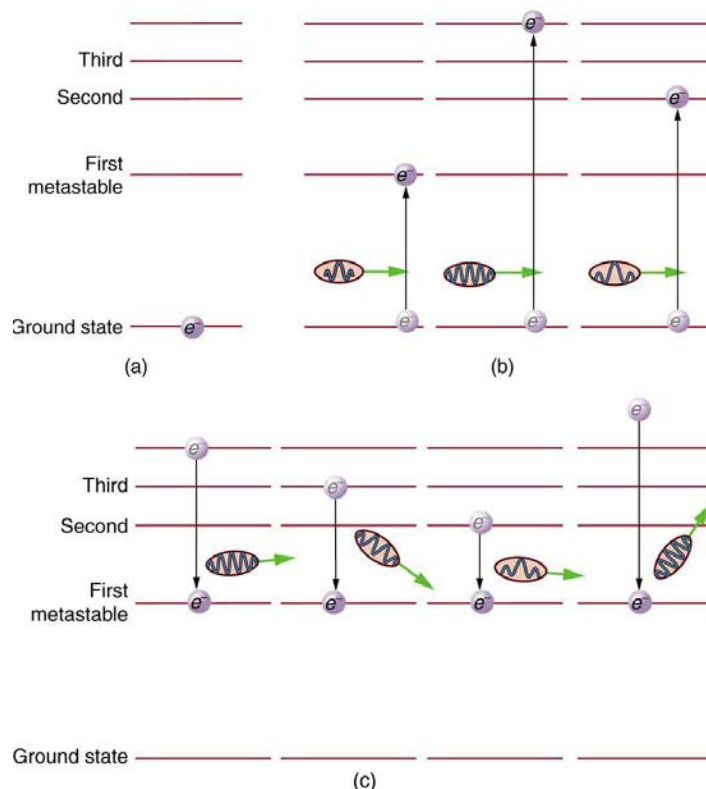 Third
Second
First
metastable
Ground state
e⁻
(a)
e⁻
e⁻
e⁻
e⁻
e⁻
e⁻
(b)
e⁻
e⁻
Third
e⁻
Second
e⁻
First
metastable
e⁻
e⁻
e⁻
e⁻
Ground state
(c)